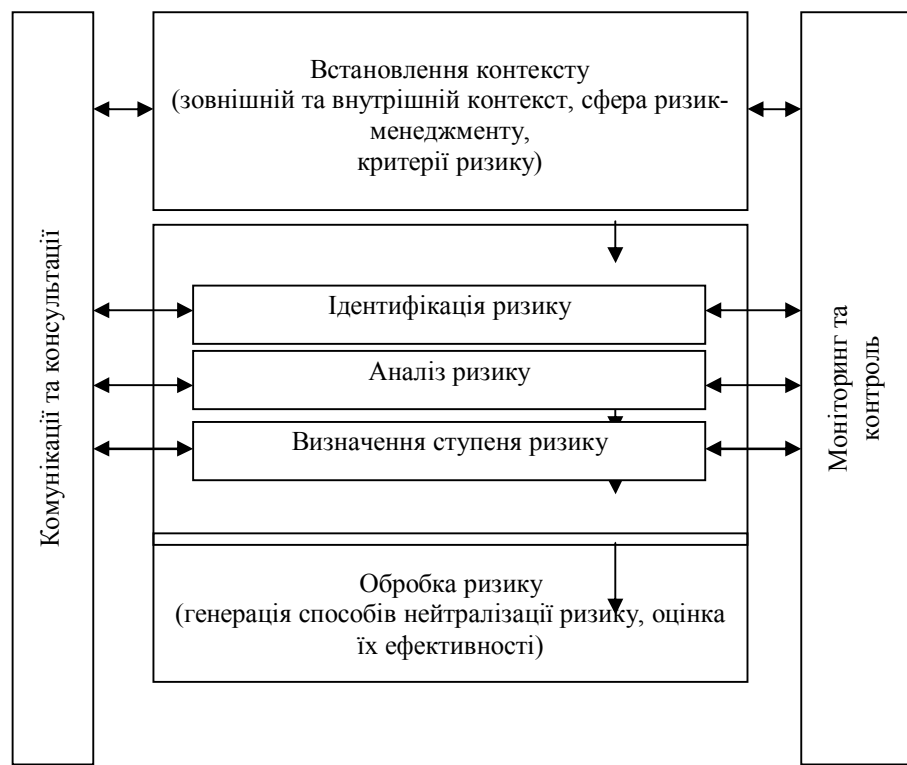 Комунікації та консультації
Встановлення контексту
(зовнішній та внутрішній контекст, сфера ризик-
менеджменту,
критерії ризику)
Ідентифікація ризику
Аналіз ризику
Визначення ступеня ризику
Обробка ризику
(генерація способів нейтралізації ризику, оцінка
їх ефективності)
Моніторинг та
контроль